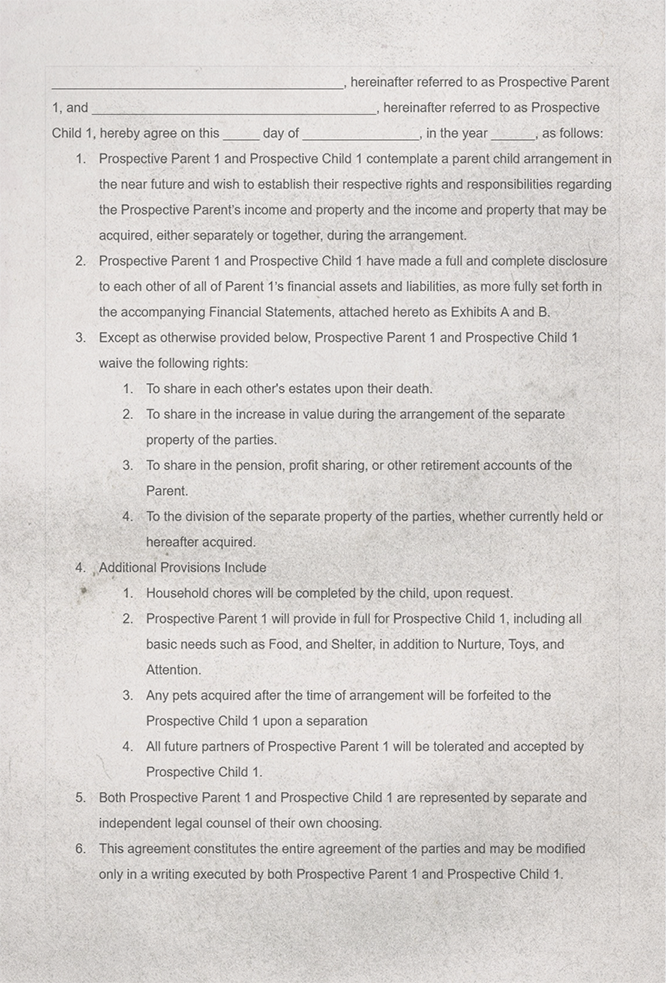 ______________________________________, hereinafter referred to as Prospective Parent
1, and _____________________________________, hereinafter referred to as Prospective
Child 1, hereby agree on this _____ day of _______________, in the year ______, as follows:
1. Prospective Parent 1 and Prospective Child 1 contemplate a parent child arrangement in
the near future and wish to establish their respective rights and responsibilities regarding
the Prospective Parent's income and property and the income and property that may be
acquired, either separately or together, during the arrangement.
2. Prospective Parent 1 and Prospective Child 1 have made a full and complete disclosure
to each other of all of Parent 1's financial assets and liabilities, as more fully set forth in
the accompanying Financial Statements, attached hereto as Exhibits A and B.
3. Except as otherwise provided below, Prospective Parent 1 and Prospective Child 1
waive the following rights:
1. To share in each other's estates upon their death.
2. To share in the increase in value during the arrangement of the separate
property of the parties.
3. To share in the pension, profit sharing, or other retirement accounts of the
Parent.
4. To the division of the separate property of the parties, whether currently held or
hereafter acquired.
4. Additional Provisions Include
1. Household chores will be completed by the child, upon request.
2. Prospective Parent 1 will provide in full for Prospective Child 1, including all
basic needs such as Food, and Shelter, in addition to Nurture, Toys, and
Attention.
3. Any pets acquired after the time of arrangement will be forfeited to the
Prospective Child 1 upon a separation
4. All future partners of Prospective Parent 1 will be tolerated and accepted by
Prospective Child 1.
5. Both Prospective Parent 1 and Prospective Child 1 are represented by separate and
independent legal counsel of their own choosing.
6. This agreement constitutes the entire agreement of the parties and may be modified
only in a writing executed by both Prospective Parent 1 and Prospective Child 1.